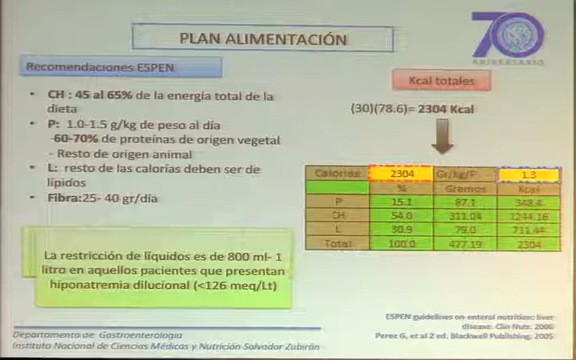 PLAN ALIMENTACIÓN
70
ANIVERSARIO
Recomendaciones ESPEN
• CH : 45 al 65% de la energía total de la
dieta
• P: 1.0-1.5 g/kg de peso al día
-60-70% de proteínas de origen vegetal
- Resto de origen animal
• L: resto de las calorías deben ser de
lípidos
• Fibra:25- 40 gr/día
La restricción de líquidos es de 800 ml- 1
litro en aquellos pacientes que presentan
hiponatremia dilucional (<126 meq/Lt)
Kcal totales
(30)(78.6)= 2304 Kcal
Calorías 2304 Gr/kg/P 1.3
% Gramos Kcal
P 15.1 87.1 348.4
CH 54.0 311.04 1244.16
L 30.9 79.0 711.44
Total 100.0 477.19 2304
ESPEN guidelines on enteral nutrition: liver
disease. Clin Nutr. 2006
Perez G, et al 2 ed. Blackwell Publishing; 2005
Departamento de Gastroenterología
Instituto Nacional de Ciencias Médicas y Nutrición Salvador Zubirán